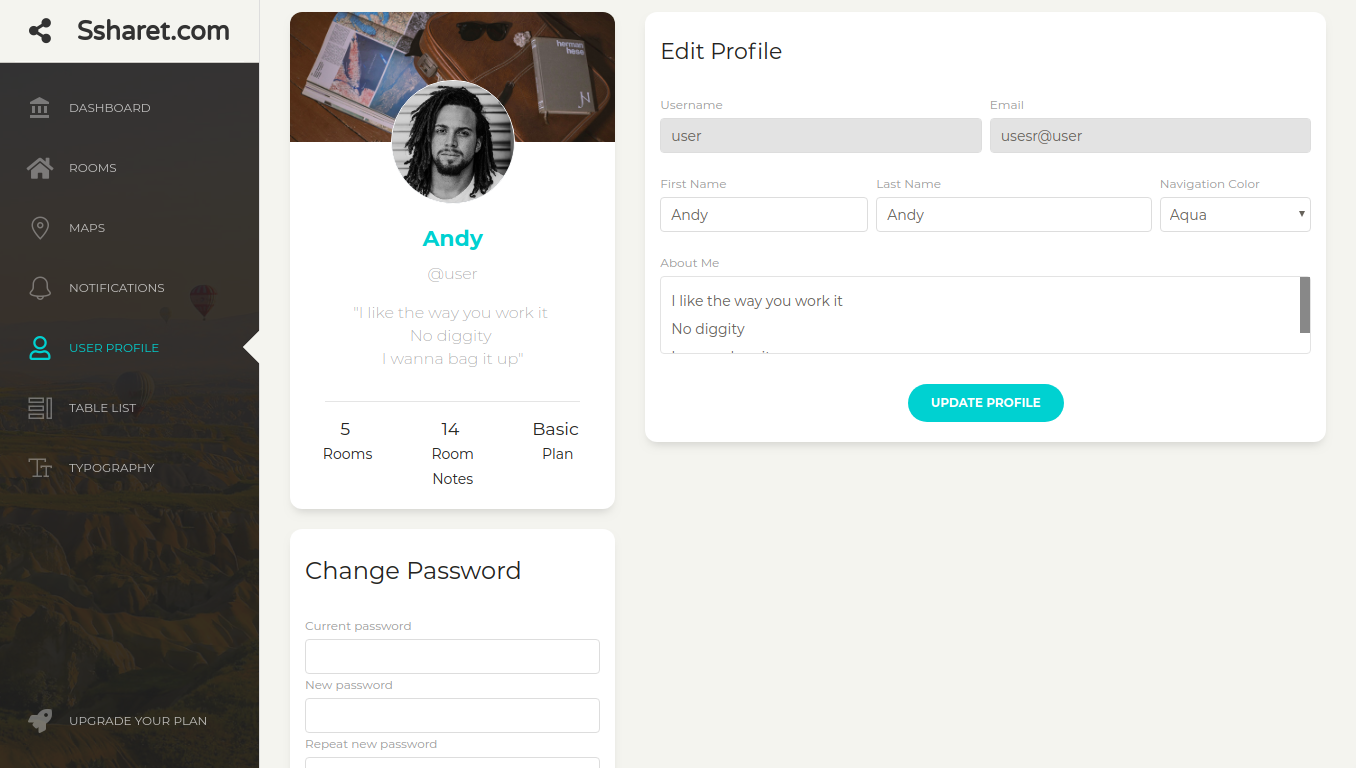 Ssharet.com
DASHBOARD
ROOMS
MAPS
NOTIFICATIONS
USER PROFILE
TABLE LIST
TYPOGRAPHY
UPGRADE YOUR PLAN
herman
hese
Andy
@user
"I like the way you work it
No diggity
I wanna bag it up"
5
Rooms
14
Room
Notes
Basic
Plan
Change Password
Current password
New password
Repeat new password
Edit Profile
Username
Email
user
usesr@user
First Name
Last Name
Navigation Color
Andy
Andy
Aqua
About Me
I like the way you work it
No diggity
UPDATE PROFILE